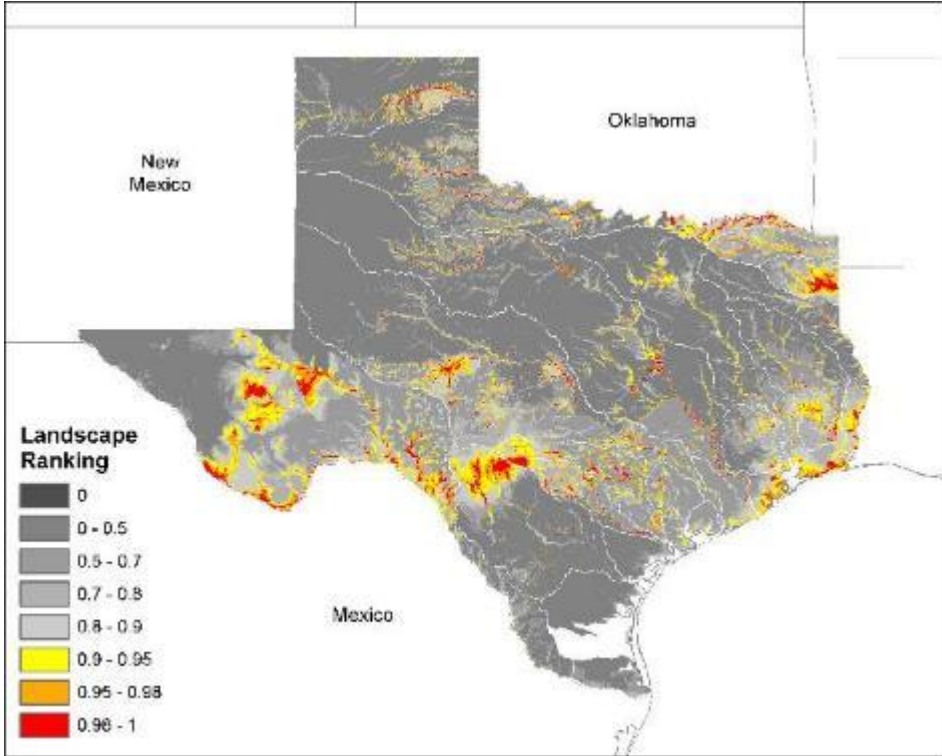 Oklahoma
New
Mexico
Landscape
Ranking
0
0 - 0.5
0.5 - 0.7
0.7 - 0.8
0.8 - 0.9
0.9 - 0.95
0.95 - 0.98
0.98 - 1
Mexico